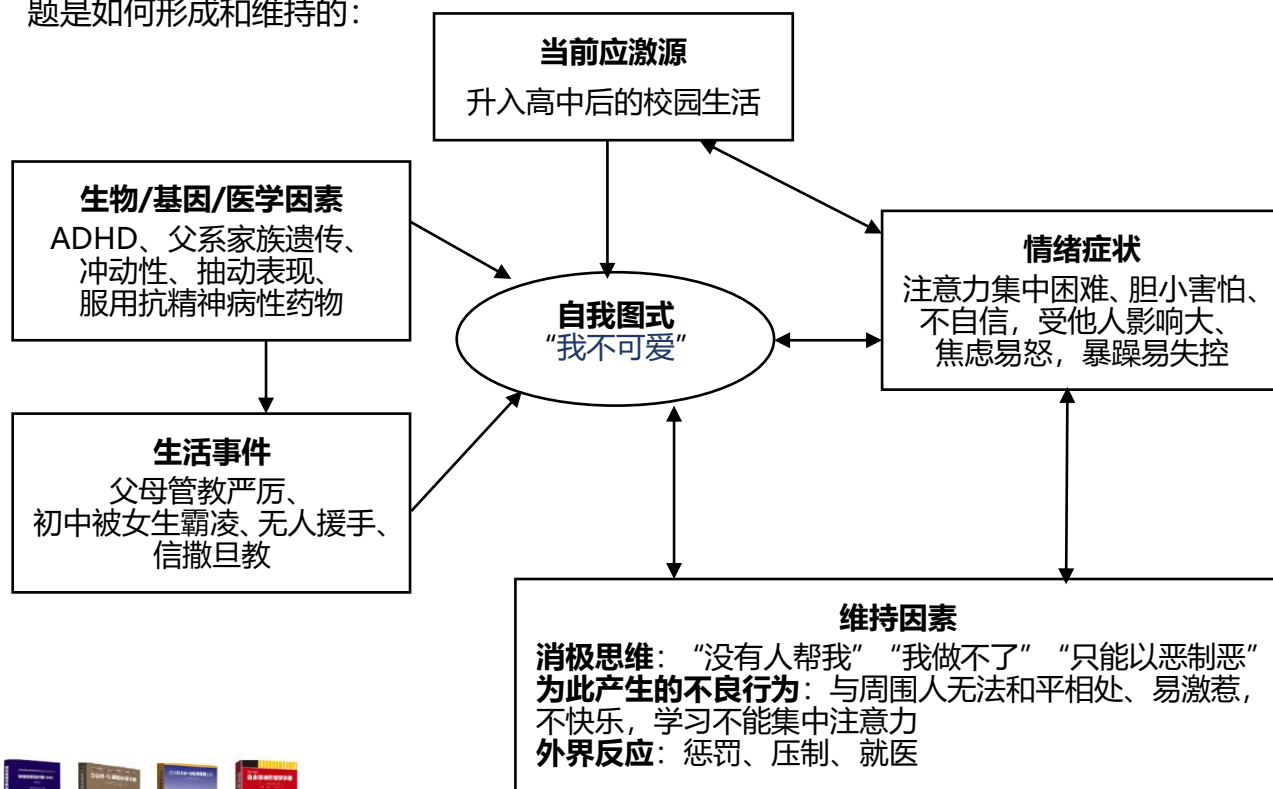 题是如何形成和维持的：
当前应激源
升入高中后的校园生活
生物/基因/医学因素
ADHD、父系家族遗传、
冲动性、抽动表现、
服用抗精神病性药物
自我图式
“我不可爱”
情绪症状
注意力集中困难、胆小害怕、
不自信，受他人影响大、
焦虑易怒，暴躁易失控
生活事件
父母管教严厉、
初中被女生霸凌、无人援手、
信撒旦教
维持因素
消极思维：“没有人帮我”“我做不了”“只能以恶制恶”
为此产生的不良行为：与周围人无法和平相处、易激惹，
不快乐，学习不能集中注意力
外界反应：惩罚、压制、就医